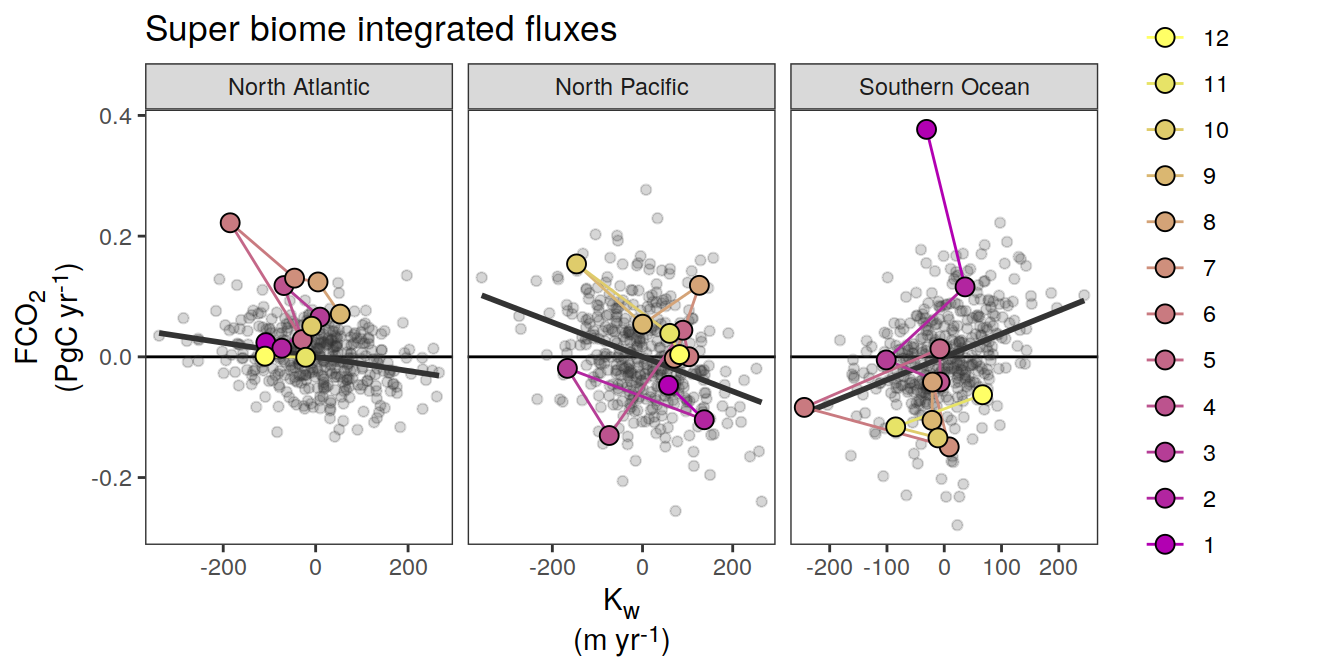 Super biome integrated fluxes
North Atlantic North Pacific Southern Ocean
FCO₂
(PgC yr⁻¹)
0.4
0.2
0.0
-0.2
-200 0 200 -200 0 200 -200 -100 0 100 200
K_w
(m yr⁻¹)
12
11
10
9
8
7
6
5
4
3
2
1